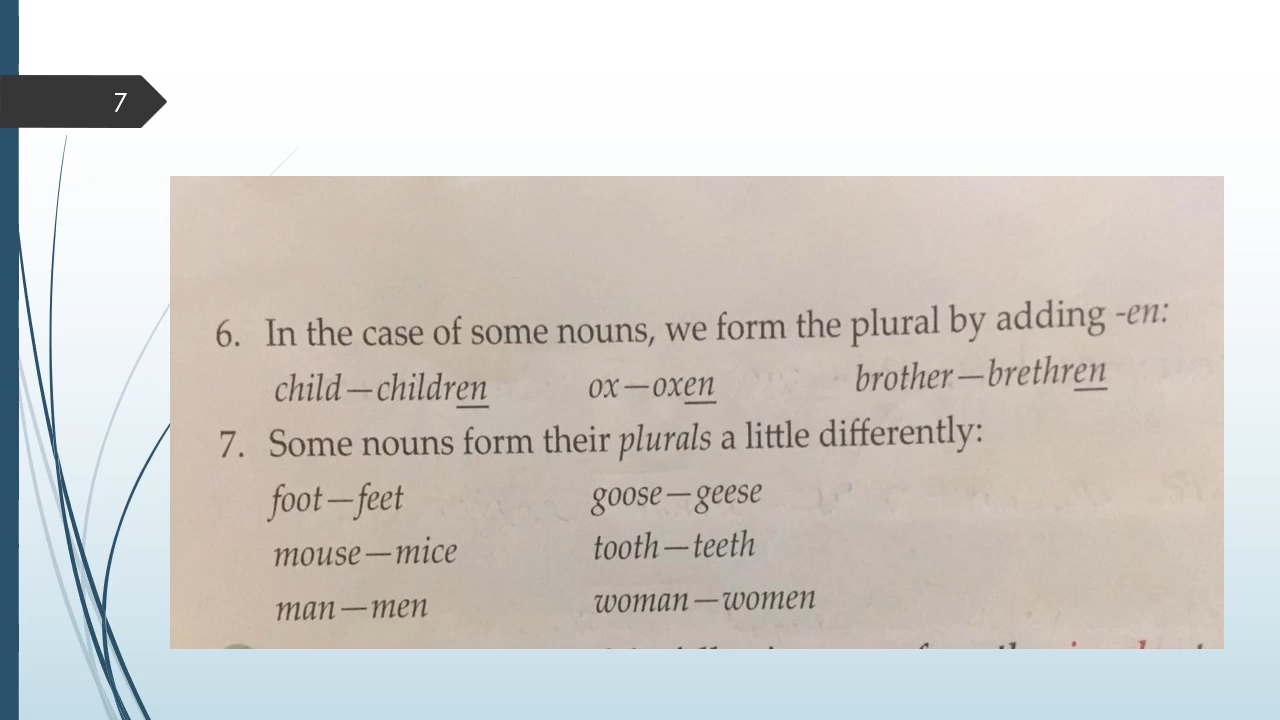 7
6. In the case of some nouns, we form the plural by adding -en:
child—children ox—oxen brother—brethren
7. Some nouns form their plurals a little differently:
foot—feet goose—geese
mouse—mice tooth—teeth
man—men woman—women